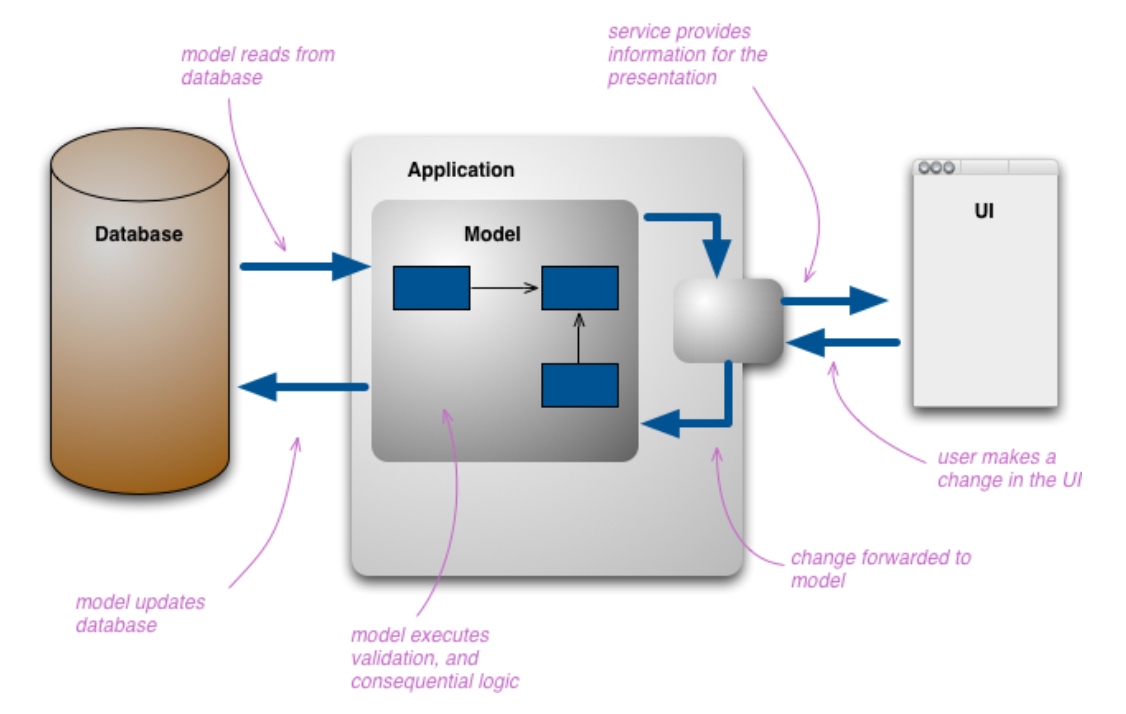 service provides
information for the
presentation
model reads from
database
Application
UI
Database
Model
user makes a
change in the UI
change forwarded to
model
model updates
database
model executes
validation, and
consequential logic